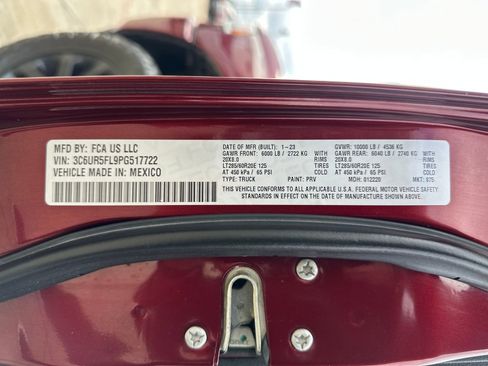 MFD BY: FCA US LLC
VIN: 3C6UR5FL9PG517722
VEHICLE MADE IN: MEXICO
DATE OF MFR (BUILT): 1-23 GVWR: 10000 LB / 4536 KG
GAWR FRONT: 6000 LB / 2722 KG WITH GAWR REAR: 6040 LB / 2740 KG WITH
20X8.0 RIMS 20X8.0 RIMS
LT285/60R20E 125 TIRES LT285/60R20E 125 TIRES
AT 450 kPa / 65 PSI COLD AT 450 kPa / 65 PSI COLD
TYPE: TRUCK PAINT: PRV MDH: 012220 MKT: 975
THIS VEHICLE CONFORMS TO ALL APPLICABLE U.S.A. FEDERAL MOTOR VEHICLE SAFETY
STANDARDS IN EFFECT ON THE DATE OF MANUFACTURE SHOWN ABOVE.